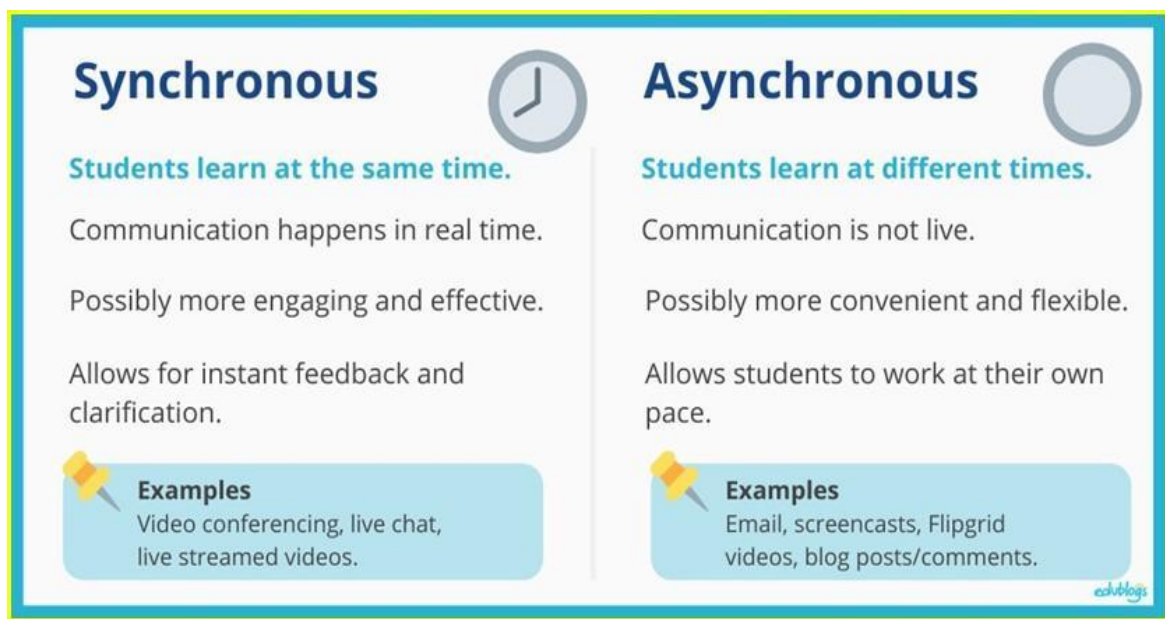 Synchronous
Students learn at the same time.
Communication happens in real time.
Possibly more engaging and effective.
Allows for instant feedback and
clarification.
Examples
Video conferencing, live chat,
live streamed videos.
Asynchronous
Students learn at different times.
Communication is not live.
Possibly more convenient and flexible.
Allows students to work at their own
pace.
Examples
Email, screencasts, Flipgrid
videos, blog posts/comments.
edublogs